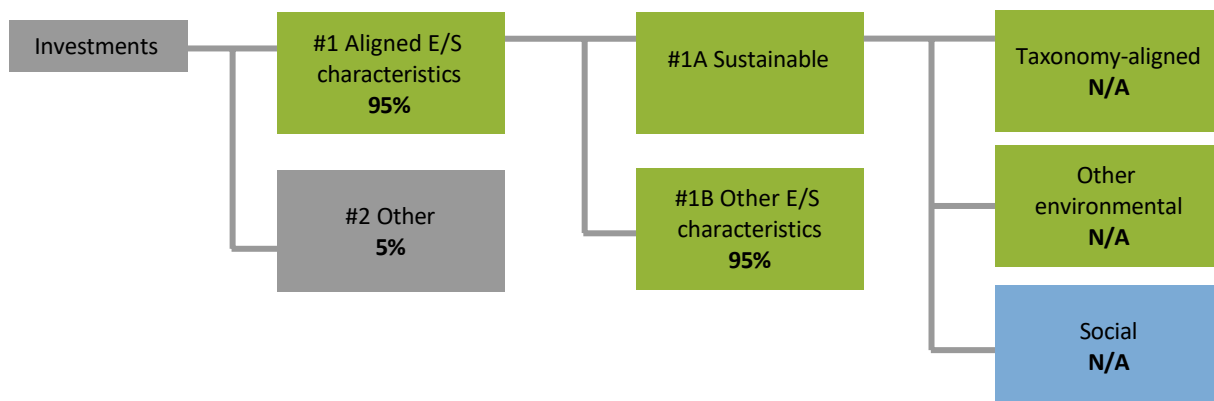 Investments
#1 Aligned E/S
characteristics
95%
#2 Other
5%
#1A Sustainable
#1B Other E/S
characteristics
95%
Taxonomy-aligned
N/A
Other
environmental
N/A
Social
N/A